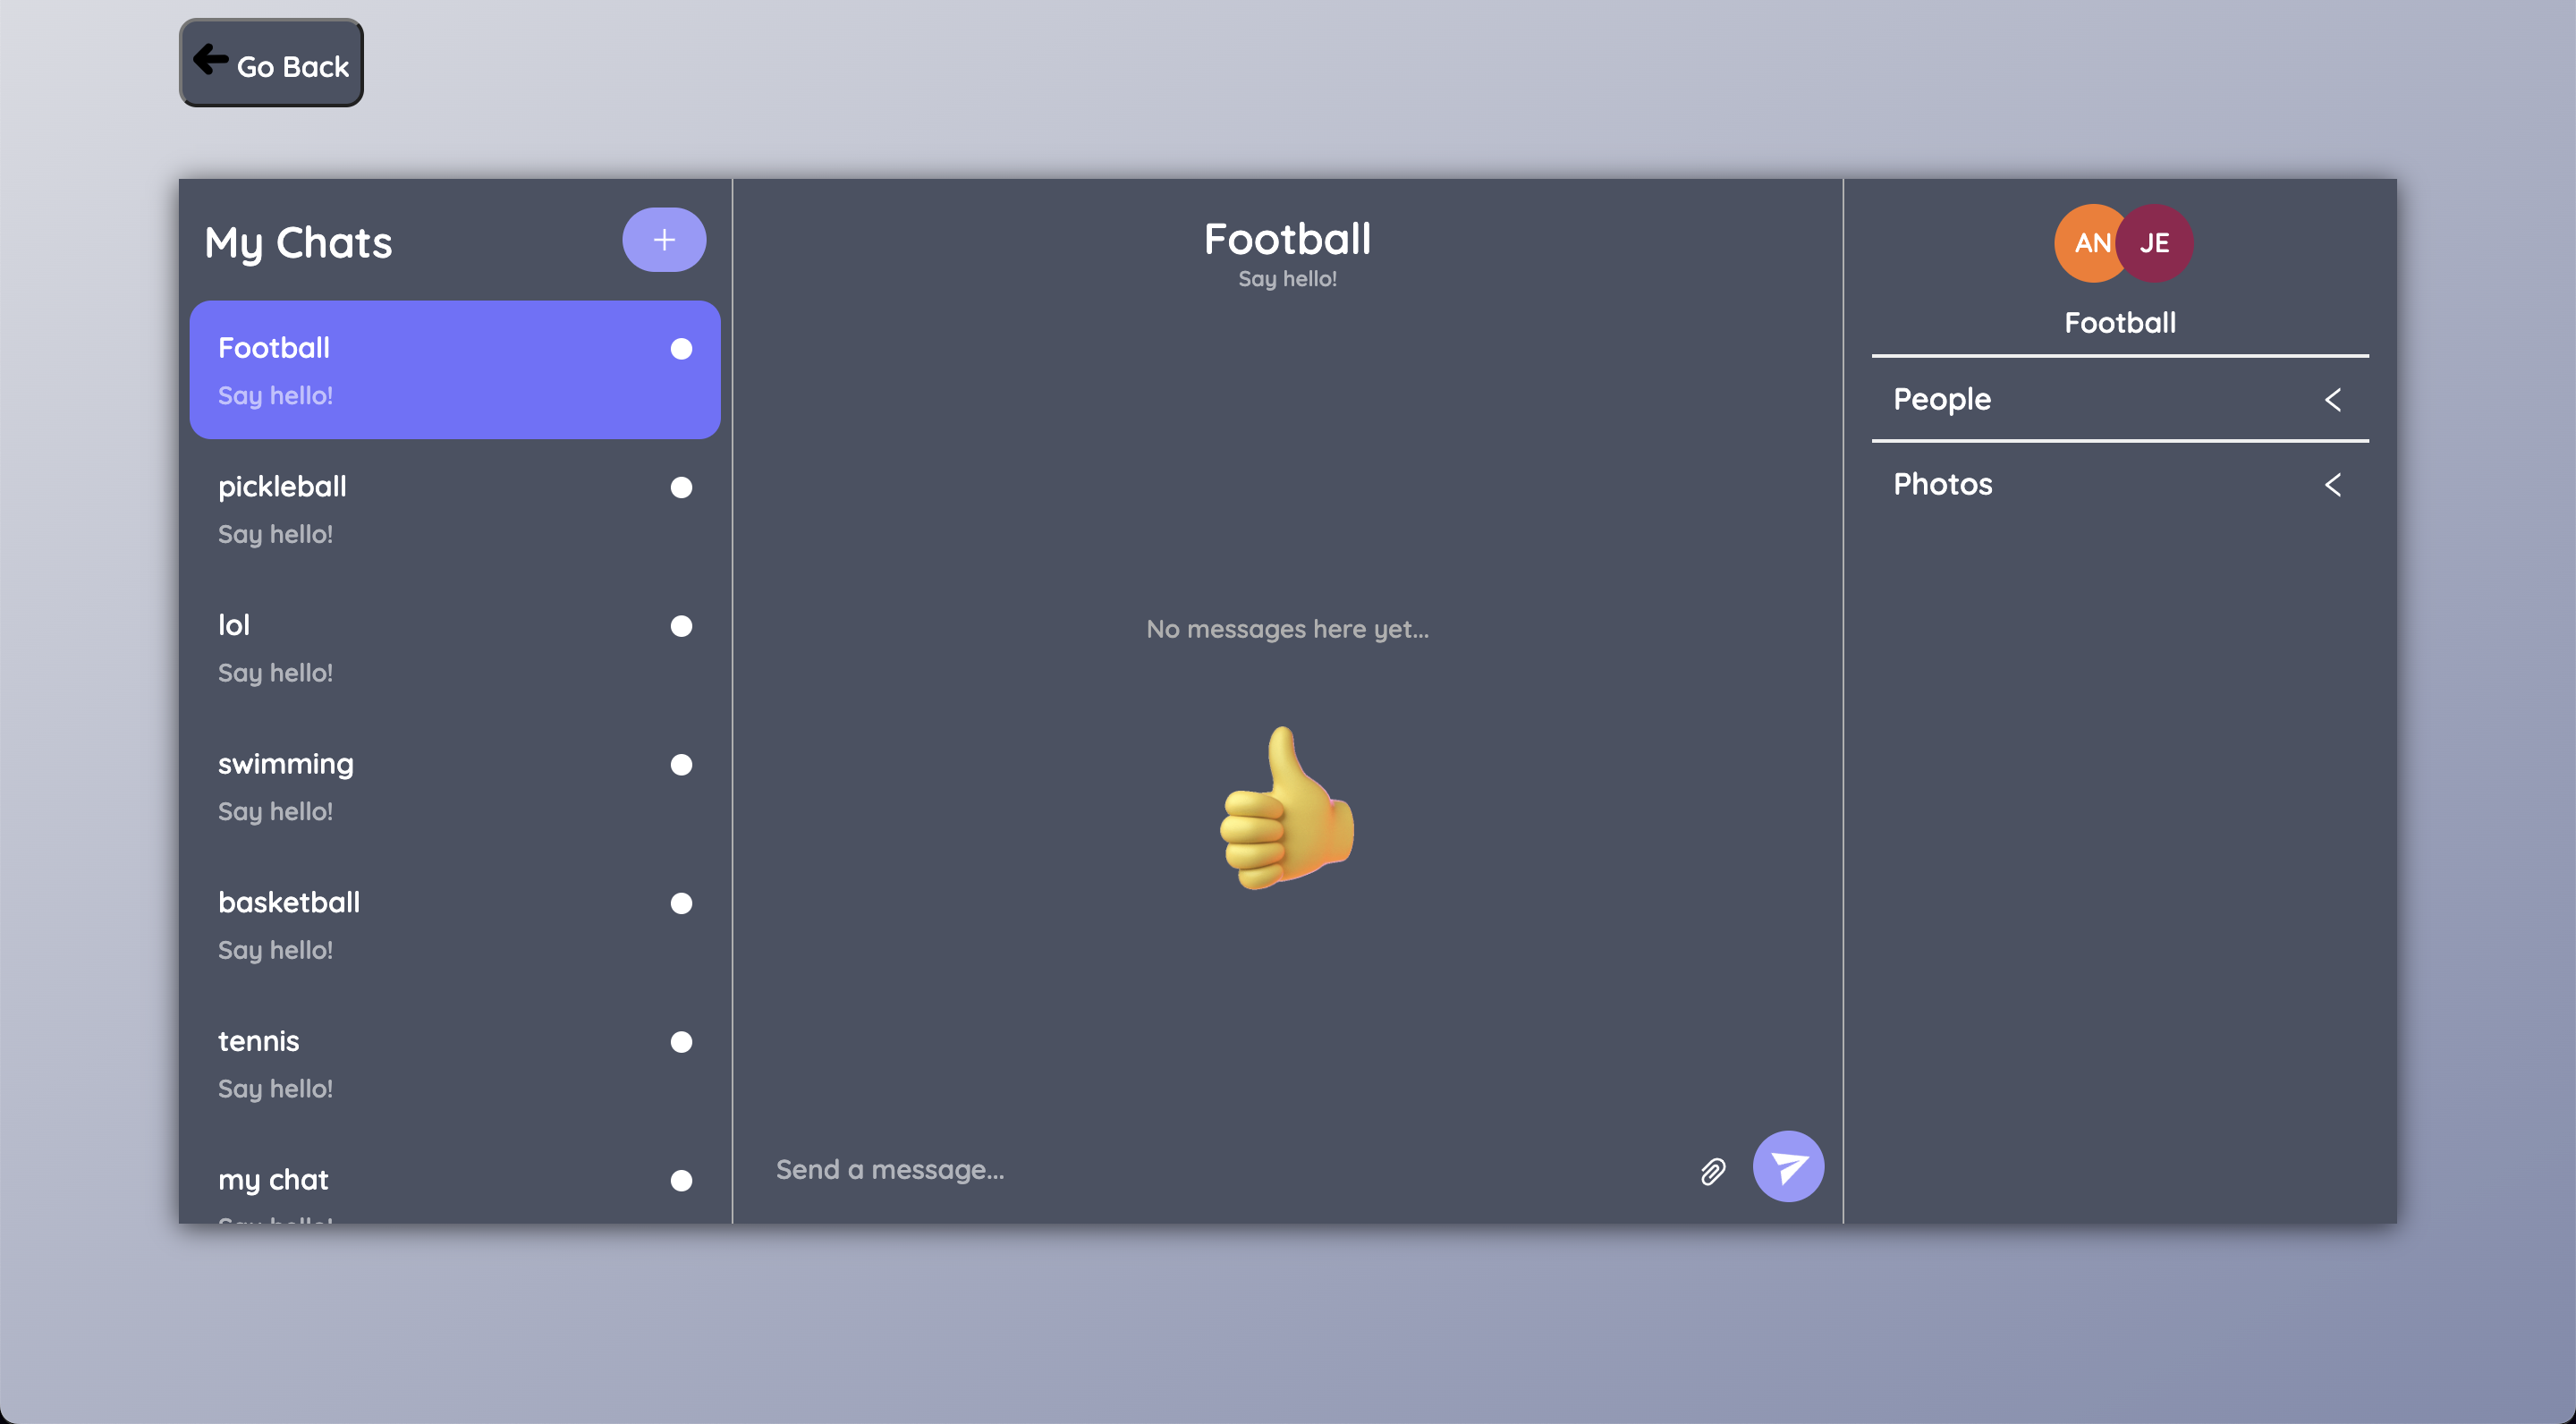 Go Back
My Chats
Football
Say hello!
pickleball
Say hello!
lol
Say hello!
swimming
Say hello!
basketball
Say hello!
tennis
Say hello!
my chat
Say hello!
Football
Say hello!
No messages here yet...
Send a message...
AN JE
Football
People
Photos